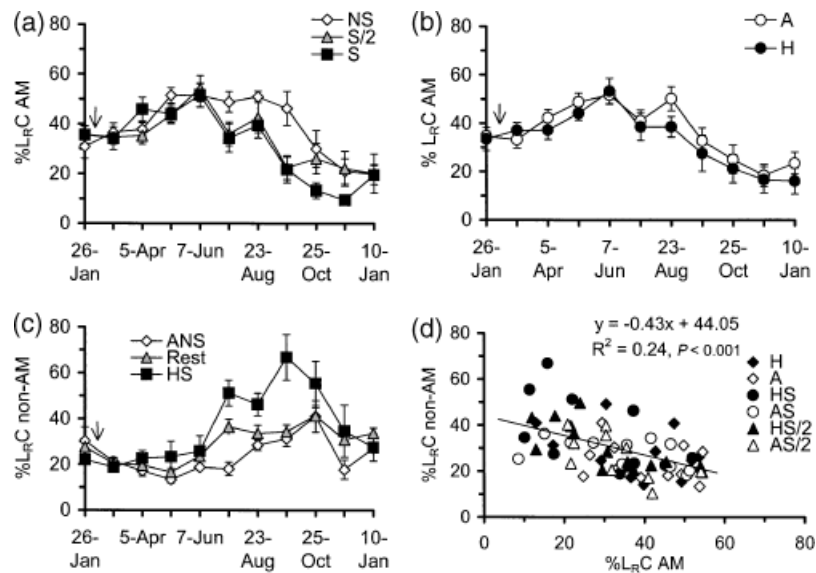 (a)
NS
S/2
S
%LRC AM
80
60
40
20
0
26-Jan
5-Apr
7-Jun
23-Aug
25-Oct
10-Jan
(b)
A
H
% LRC AM
80
60
40
20
0
26-Jan
5-Apr
7-Jun
23-Aug
25-Oct
10-Jan
(c)
ANS
Rest
HS
%LRC non-AM
80
60
40
20
0
26-Jan
5-Apr
7-Jun
23-Aug
25-Oct
10-Jan
(d)
y = -0.43x + 44.05
R² = 0.24, P < 0.001
H
A
HS
AS
HS/2
AS/2
%LRC non-AM
80
60
40
20
0
0 20 40 60 80
%LRC AM